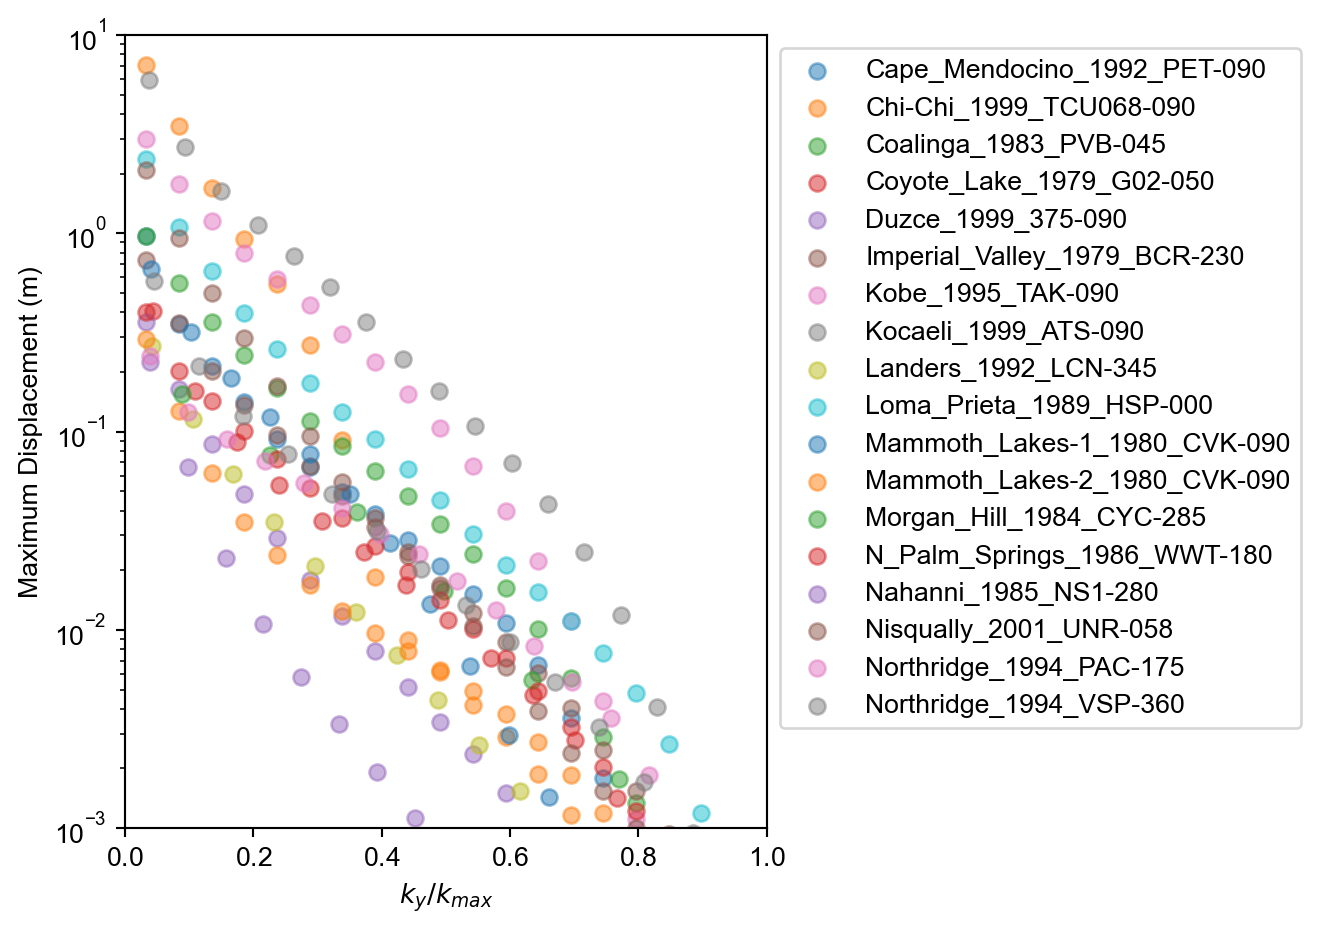 10^1
10^0
10^-1
10^-2
10^-3
Maximum Displacement (m)
0.0 0.2 0.4 0.6 0.8 1.0
k_y/k_max
Cape_Mendocino_1992_PET-090
Chi-Chi_1999_TCU068-090
Coalinga_1983_PVB-045
Coyote_Lake_1979_G02-050
Duzce_1999_375-090
Imperial_Valley_1979_BCR-230
Kobe_1995_TAK-090
Kocaeli_1999_ATS-090
Landers_1992_LCN-345
Loma_Prieta_1989_HSP-000
Mammoth_Lakes-1_1980_CVK-090
Mammoth_Lakes-2_1980_CVK-090
Morgan_Hill_1984_CYC-285
N_Palm_Springs_1986_WWT-180
Nahanni_1985_NS1-280
Nisqually_2001_UNR-058
Northridge_1994_PAC-175
Northridge_1994_VSP-360